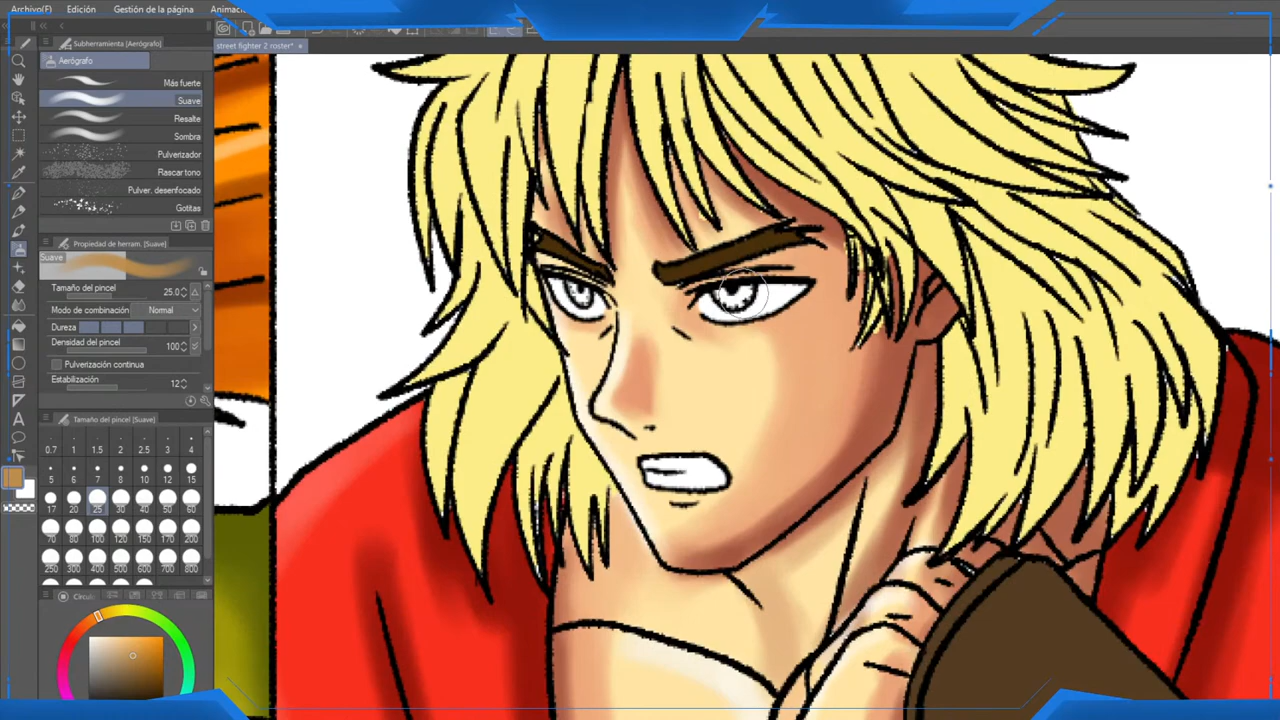 Archivo(F) Edición Gestión de la página Animación
street fighter 2 roster*
Subherramienta [Aerógrafo]
Aerógrafo
Más fuerte
Suave
Resalte
Sombra
Pulverizador
Rascar tono
Pulver. desenfocado
Gotitas
Propiedad de herram. [Suave]
Suave
Tamaño del pincel 25.0
Modo de combinación Normal
Dureza
Densidad del pincel 100
Pulverización continua
Estabilización 12
Tamaño del pincel [Suave]
0.7 1 1.5 2 2.5 3 4
5 6 7 8 10 12 15
17 20 25 30 40 50 60
70 80 100 120 150 170 200
250 300 400 500 600 700 800